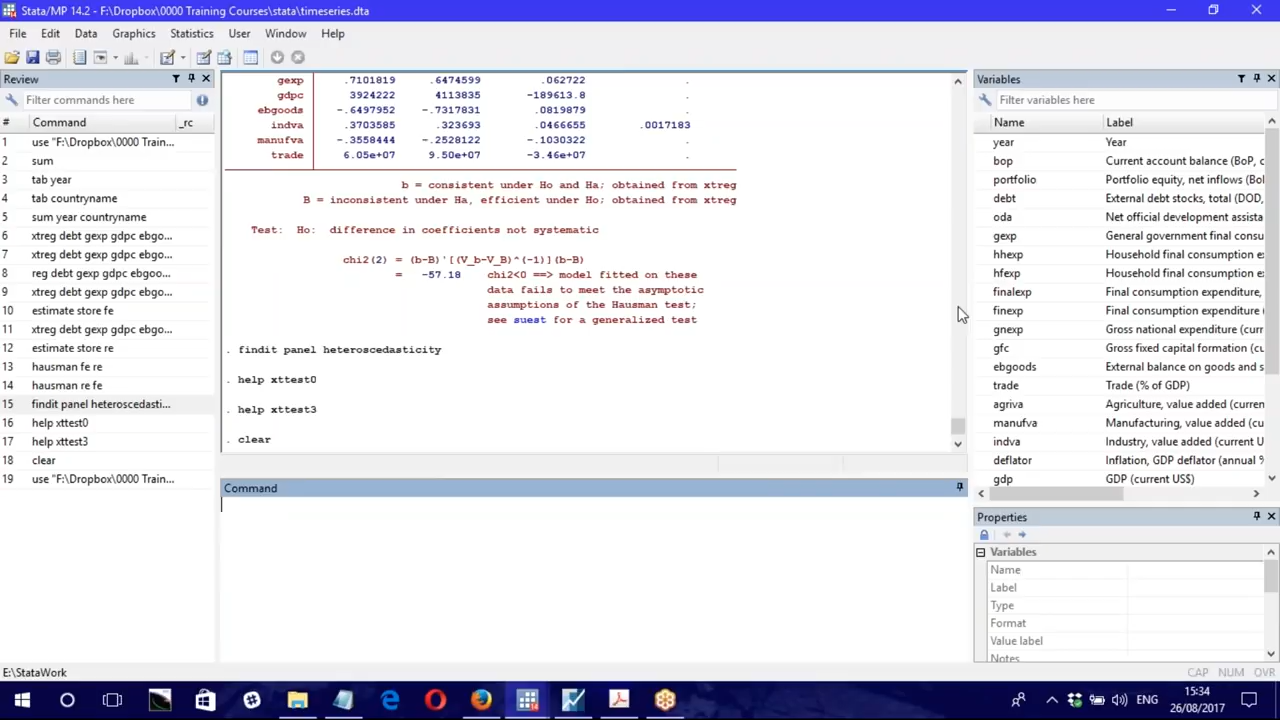 Stata/MP 14.2 - F:\Dropbox\0000 Training Courses\stata\timeseries.dta
File Edit Data Graphics Statistics User Window Help
Review
Filter commands here
# Command _rc
1 use "F:\Dropbox\0000 Train...
2 sum
3 tab year
4 tab countryname
5 sum year countryname
6 xtreg debt gexp gdpc ebgo...
7 xtreg debt gexp gdpc ebgo...
8 reg debt gexp gdpc ebgoo...
9 xtreg debt gexp gdpc ebgo...
10 estimate store fe
11 xtreg debt gexp gdpc ebgo...
12 estimate store re
13 hausman fe re
14 hausman re fe
15 findit panel heteroscedasti...
16 help xttest0
17 help xttest3
18 clear
19 use "F:\Dropbox\0000 Train...
gexp .7101819 .6474599 .062722 .
gdpc 3924222 4113835 -189613.8 .
ebgoods -.6497952 -.7317831 .0819879 .
indva .3703585 .323693 .0466655 .0017183
manufva -.3558444 -.2528122 -.1030322 .
trade 6.05e+07 9.50e+07 -3.46e+07 .
b = consistent under Ho and Ha; obtained from xtreg
B = inconsistent under Ha, efficient under Ho; obtained from xtreg
Test: Ho: difference in coefficients not systematic
chi2(2) = (b-B)'[(V_b-V_B)^(-1)](b-B)
= -57.18 chi2<0 ==> model fitted on these
data fails to meet the asymptotic
assumptions of the Hausman test;
see suest for a generalized test
. findit panel heteroscedasticity
. help xttest0
. help xttest3
. clear
Command
Variables
Filter variables here
Name Label
year Year
bop Current account balance (BoP, c
portfolio Portfolio equity, net inflows (Bol
debt External debt stocks, total (DOD,
oda Net official development assista
gexp General government final consum
hhexp Household final consumption ex
hfexp Household final consumption ex
finalexp Final consumption expenditure,
finexp Final consumption expenditure,
gnexp Gross national expenditure (curr
gfc Gross fixed capital formation (c
ebgoods External balance on goods and s
trade Trade (% of GDP)
agriva Agriculture, value added (curren
manufva Manufacturing, value added (curr
indva Industry, value added (current U
deflator Inflation, GDP deflator (annual %
gdp GDP (current US$)
Properties
Variables
Name
Label
Type
Format
Value label
Notes
E:\StataWork
CAP NUM OVR
ENG
15:34
26/08/2017